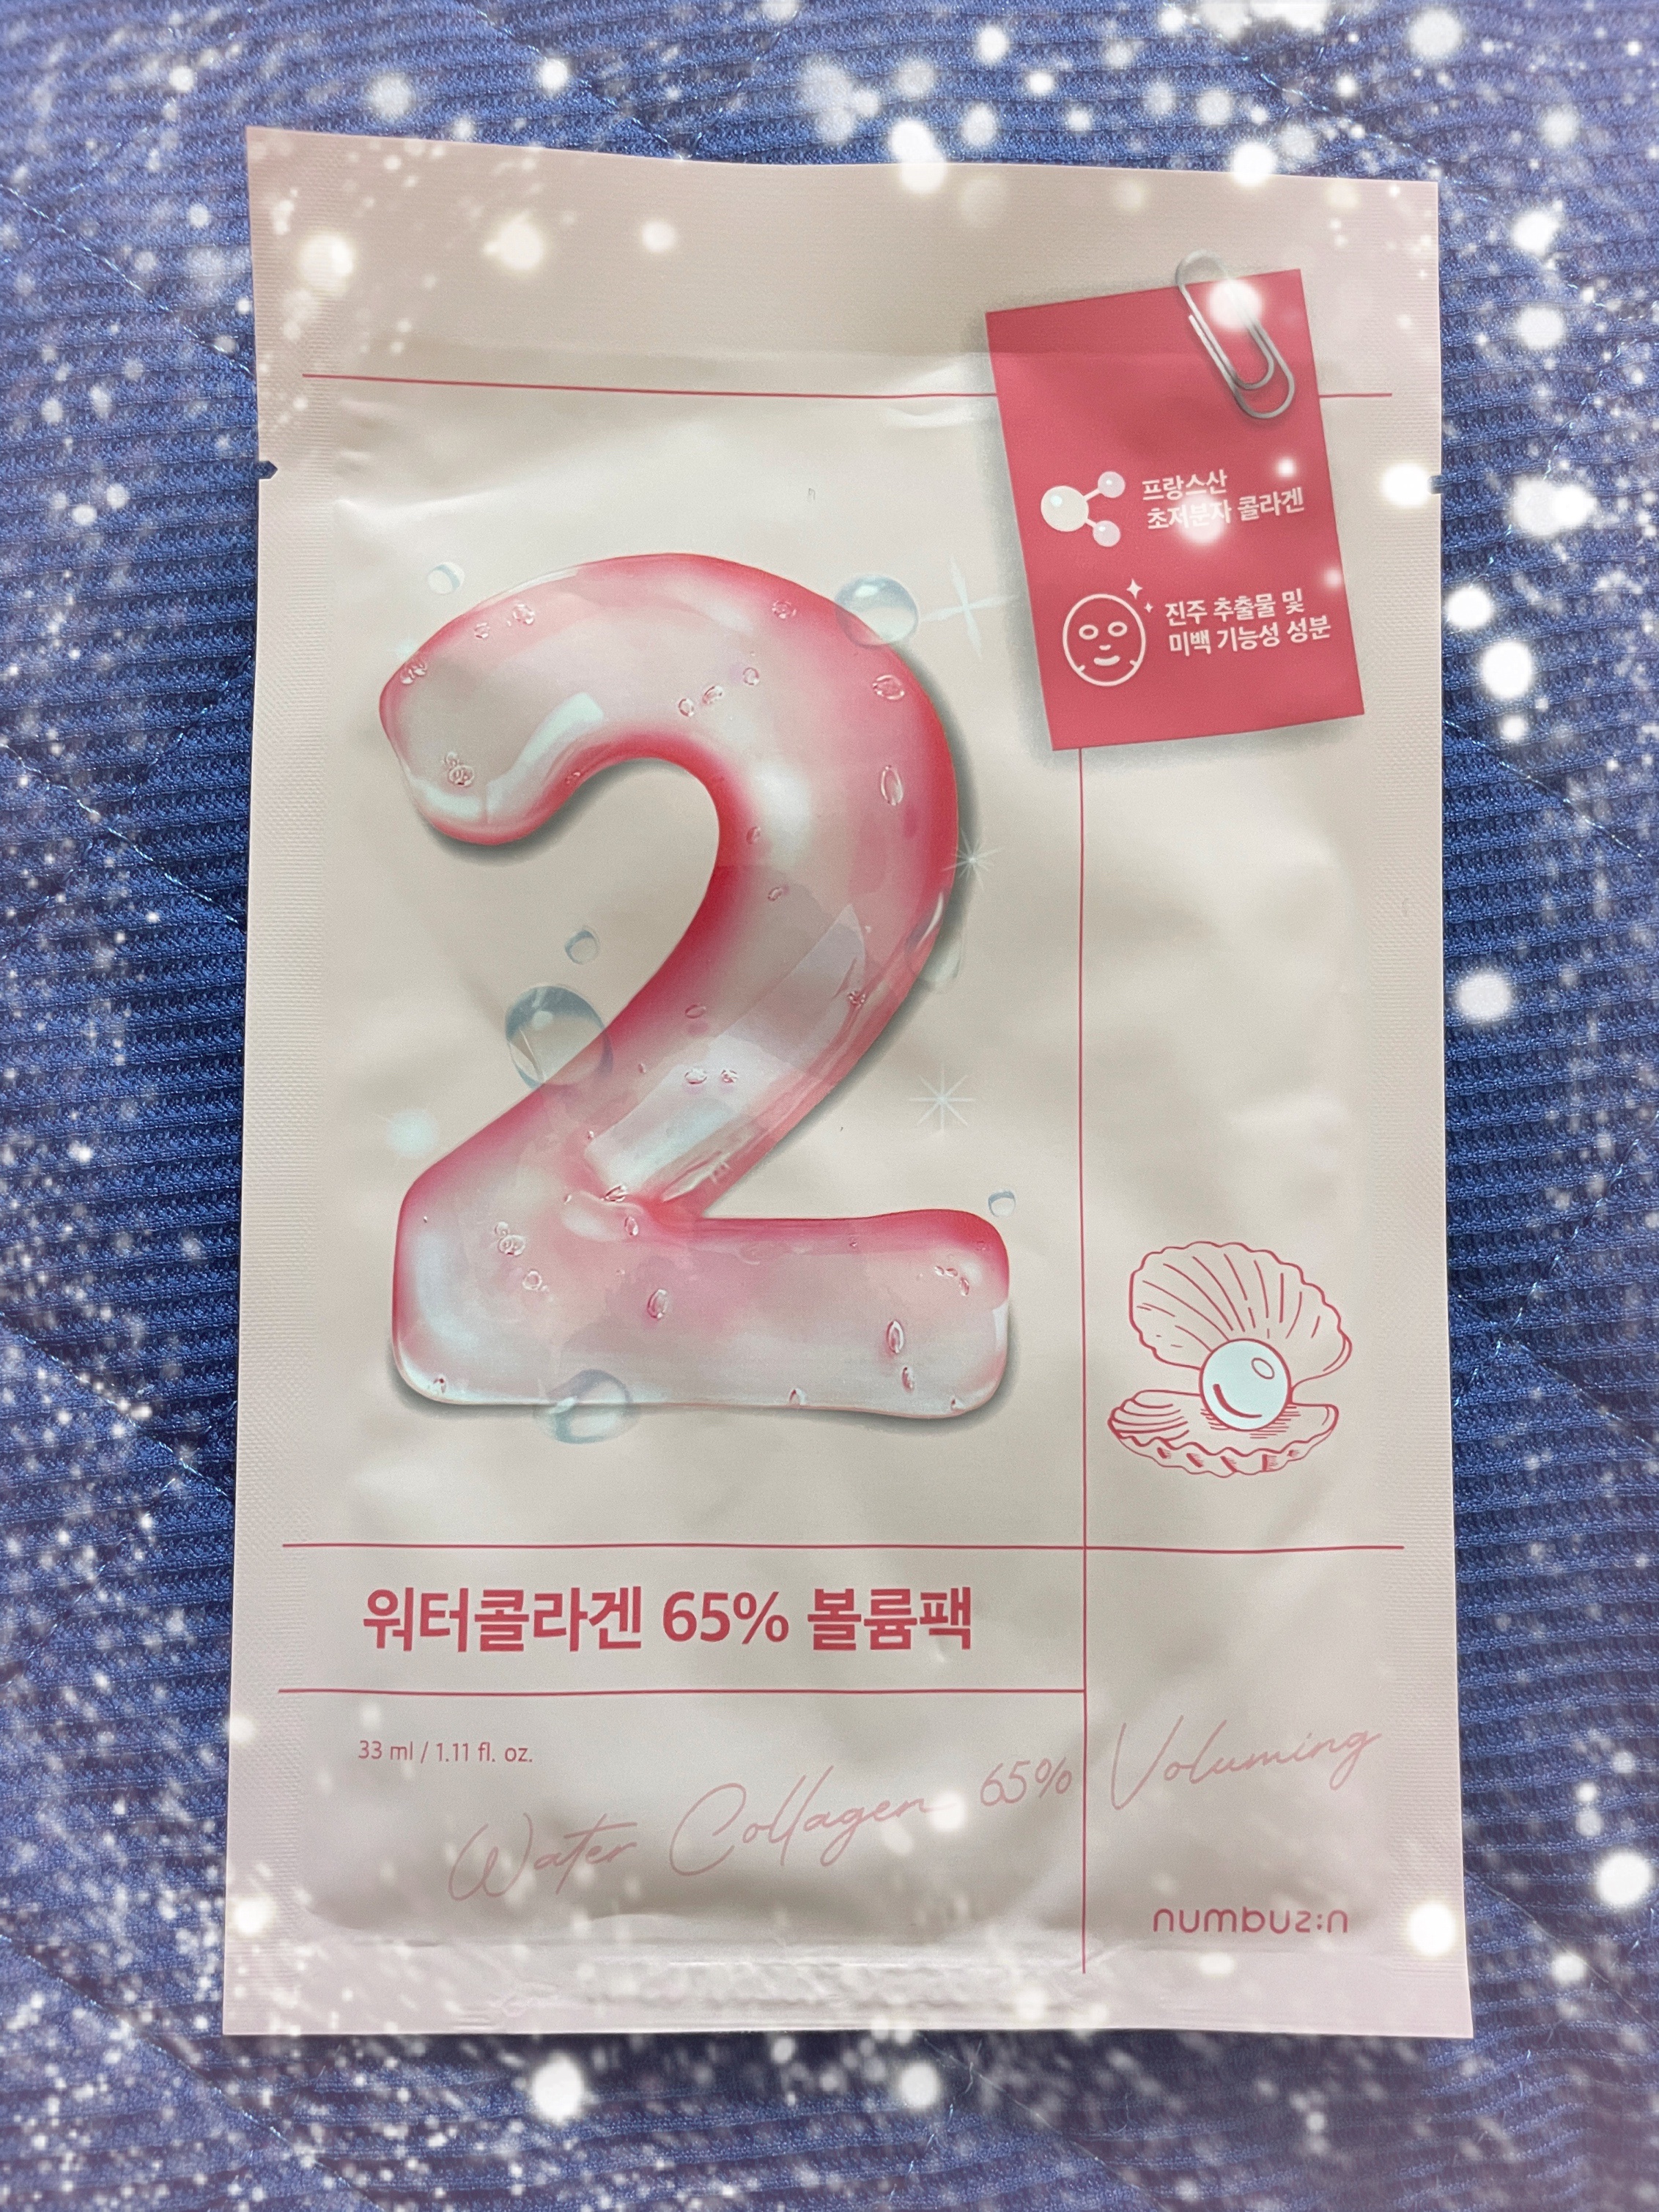 프랑스산
초저분자 콜라겐
진주 추출물 및
미백 기능성 성분
2
워터콜라겐 65% 볼륨팩
33 ml / 1.11 fl. oz.
Water Collagen 65% Voluming
numbuz:n